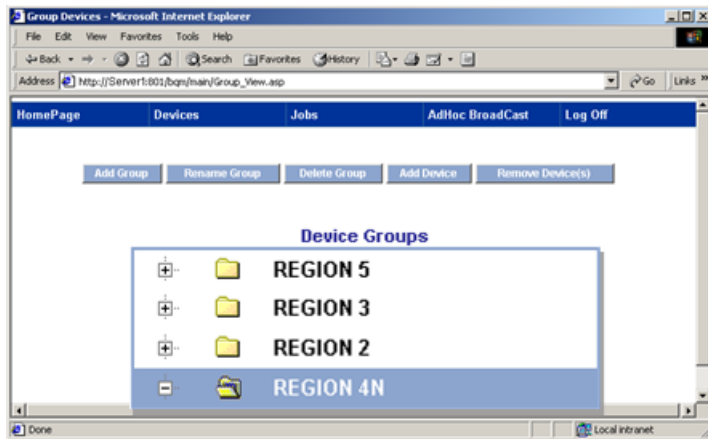 Group Devices - Microsoft Internet Explorer
File Edit View Favorites Tools Help
Back Search Favorites History
Address http://Server1:801/bqm/main/Group_View.asp Go Links »
HomePage Devices Jobs AdHoc BroadCast Log Off
Add Group Rename Group Delete Group Add Device Remove Device(s)
Device Groups
REGION 5
REGION 3
REGION 2
REGION 4N
Done Local intranet